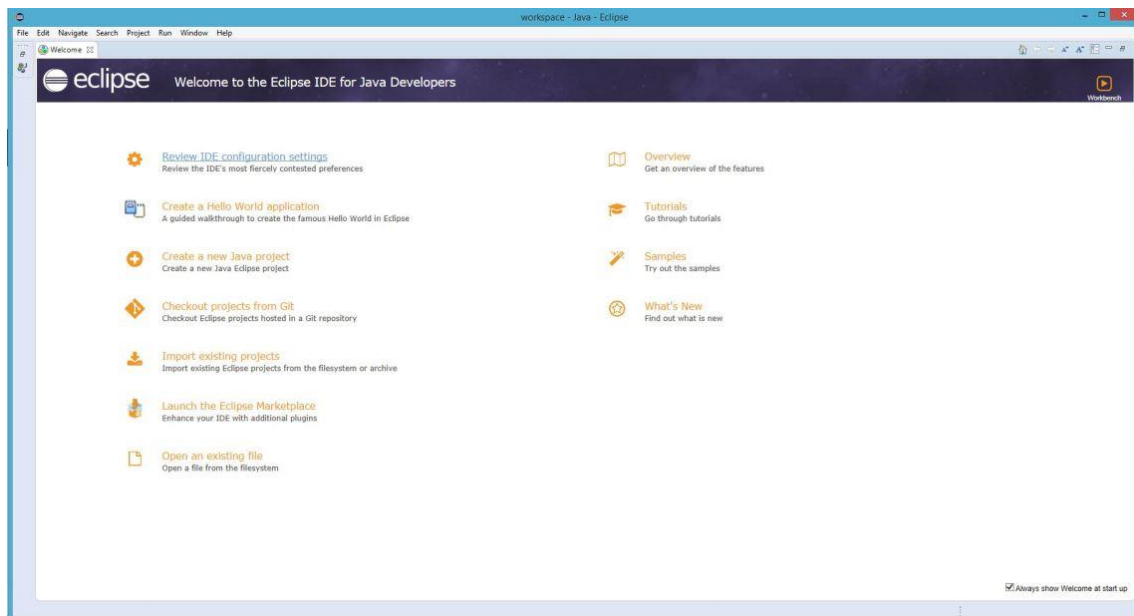 workspace - Java - Eclipse
File Edit Navigate Search Project Run Window Help
Welcome
eclipse Welcome to the Eclipse IDE for Java Developers
Workbench
Review IDE configuration settings
Review the IDE's most fiercely contested preferences
Create a Hello World application
A guided walkthrough to create the famous Hello World in Eclipse
Create a new Java project
Create a new Java Eclipse project
Checkout projects from Git
Checkout Eclipse projects hosted in a Git repository
Import existing projects
Import existing Eclipse projects from the filesystem or archive
Launch the Eclipse Marketplace
Enhance your IDE with additional plugins
Open an existing file
Open a file from the filesystem
Overview
Get an overview of the features
Tutorials
Go through tutorials
Samples
Try out the samples
What's New
Find out what is new
Always show Welcome at start up